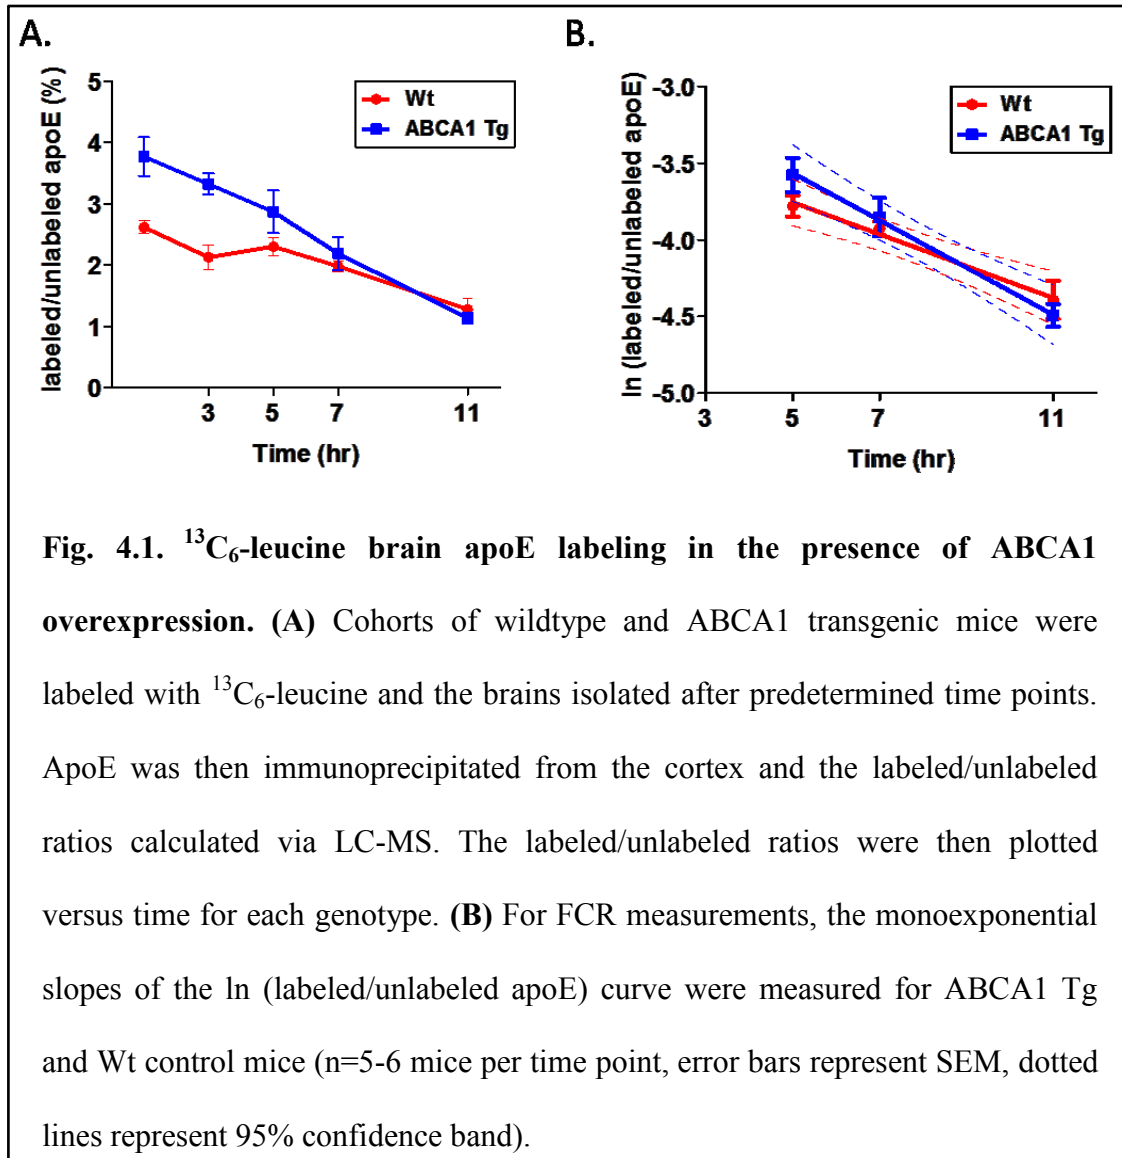 A.
B.
labeled/unlabeled apoE (%)
5
4
3
2
1
0
3
5
7
11
Time (hr)
Wt
ABCA1 Tg
ln (labeled/unlabeled apoE)
-3.0
-3.5
-4.0
-4.5
-5.0
3
5
7
11
Time (hr)
Wt
ABCA1 Tg
Fig. 4.1. ¹³C₆-leucine brain apoE labeling in the presence of ABCA1
overexpression. (A) Cohorts of wildtype and ABCA1 transgenic mice were
labeled with ¹³C₆-leucine and the brains isolated after predetermined time points.
ApoE was then immunoprecipitated from the cortex and the labeled/unlabeled
ratios calculated via LC-MS. The labeled/unlabeled ratios were then plotted
versus time for each genotype. (B) For FCR measurements, the monoexponential
slopes of the ln (labeled/unlabeled apoE) curve were measured for ABCA1 Tg
and Wt control mice (n=5-6 mice per time point, error bars represent SEM, dotted
lines represent 95% confidence band).